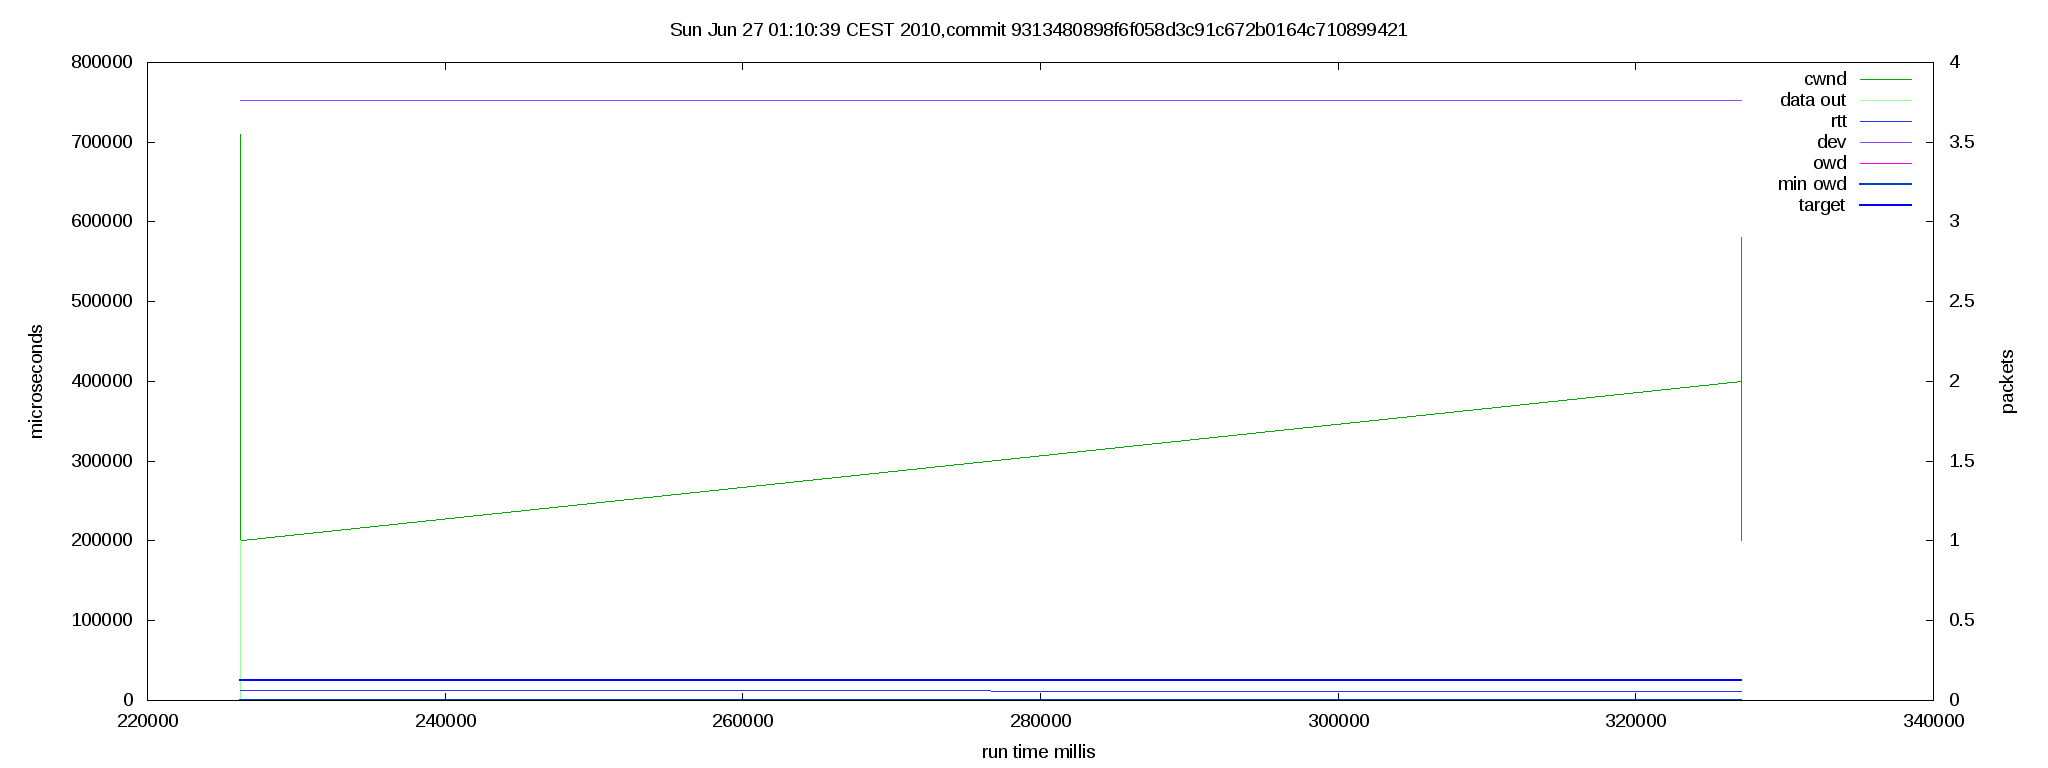 Sun Jun 27 01:10:39 CEST 2010,commit 9313480898f6f058d3c91c672b0164c710899421
800000
700000
600000
500000
400000
300000
200000
100000
0
microseconds
4
3.5
3
2.5
2
1.5
1
0.5
0
packets
cwnd
data out
rtt
dev
owd
min owd
target
220000 240000 260000 280000 300000 320000 340000
run time millis